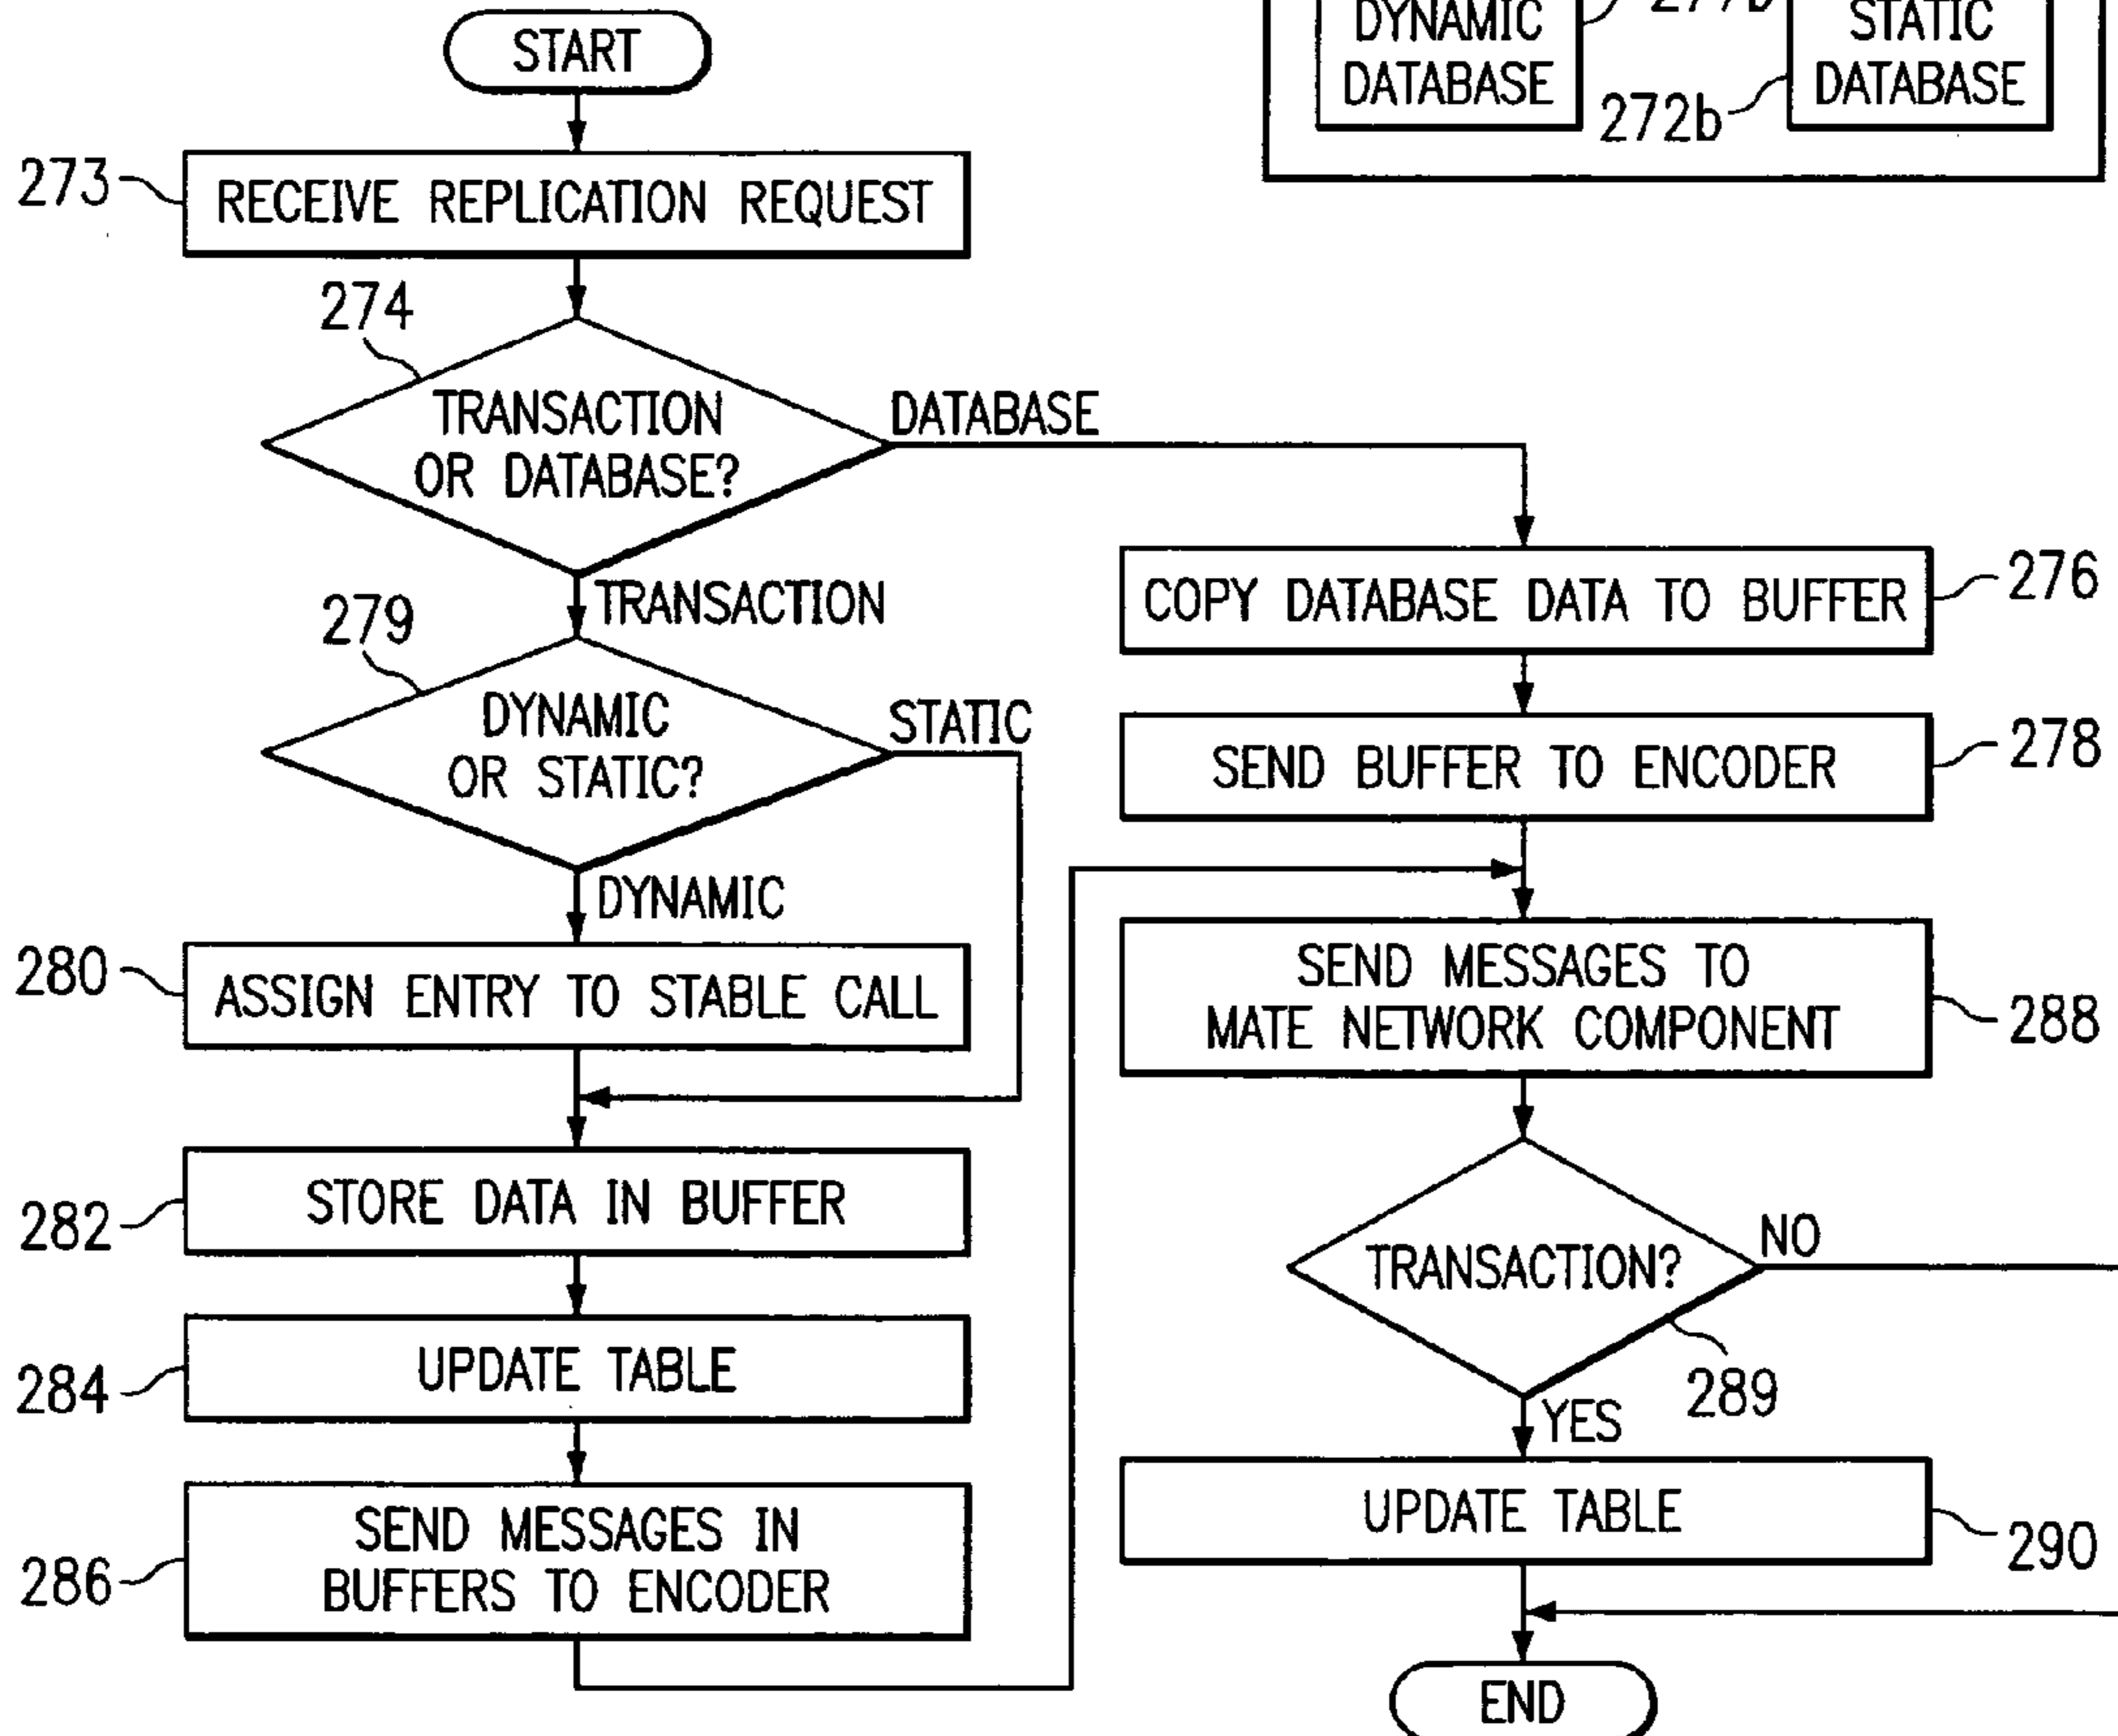 START
273
RECEIVE REPLICATION REQUEST
274
TRANSACTION
OR DATABASE?
DATABASE
TRANSACTION
279
DYNAMIC
OR STATIC?
STATIC
DYNAMIC
280
ASSIGN ENTRY TO STABLE CALL
282
STORE DATA IN BUFFER
284
UPDATE TABLE
286
SEND MESSAGES IN
BUFFERS TO ENCODER
DYNAMIC
DATABASE
272b
STATIC
DATABASE
COPY DATABASE DATA TO BUFFER
276
SEND BUFFER TO ENCODER
278
SEND MESSAGES TO
MATE NETWORK COMPONENT
288
TRANSACTION?
NO
289
YES
UPDATE TABLE
290
END